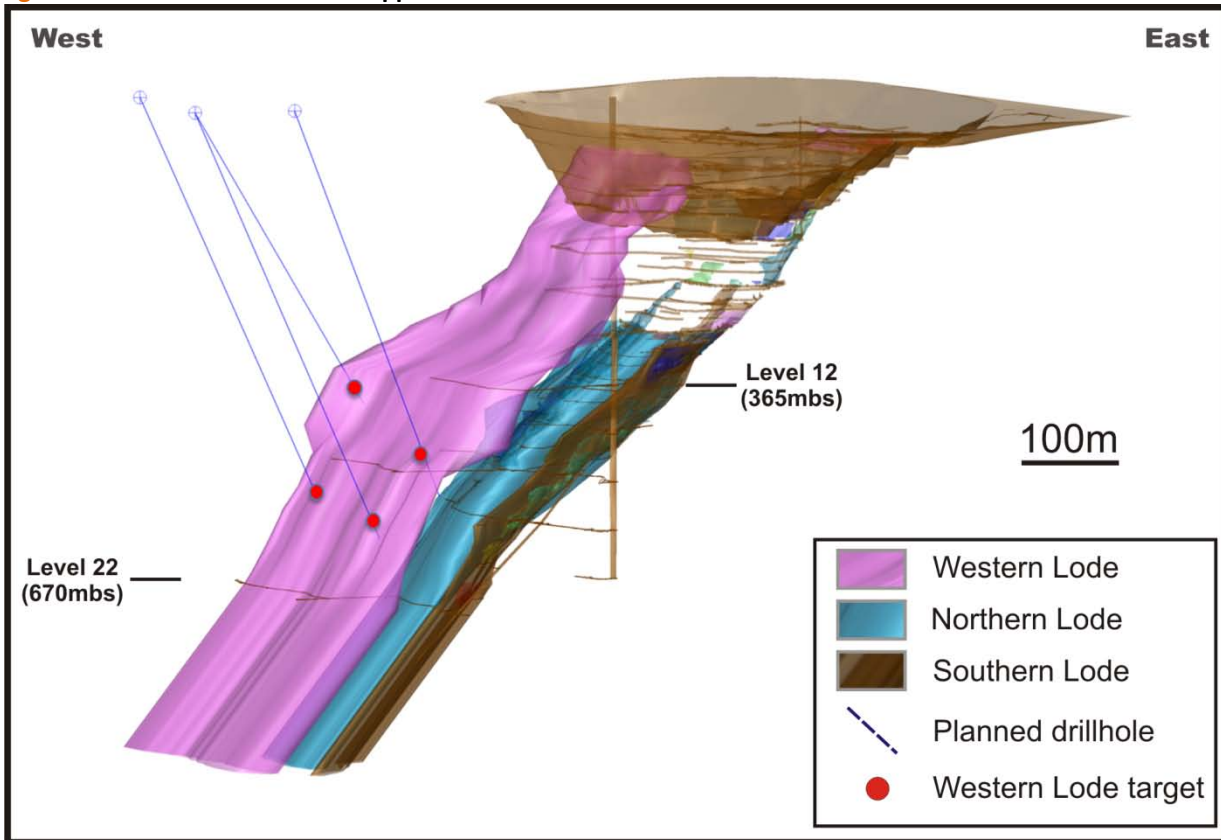 West
East
Level 12
(365mbs)
100m
Level 22
(670mbs)
Western Lode
Northern Lode
Southern Lode
Planned drillhole
Western Lode target